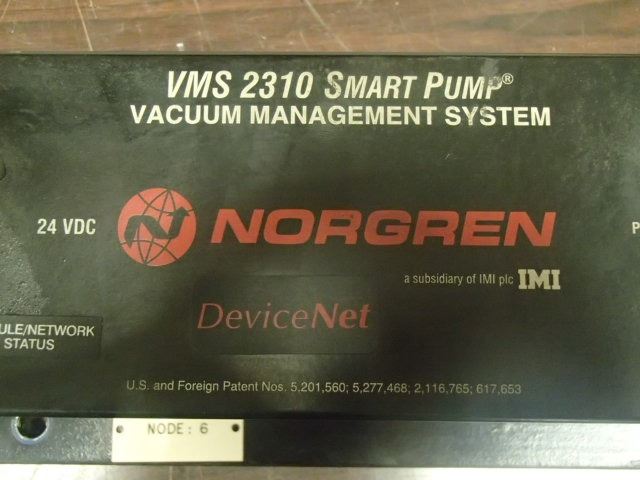 VMS 2310 SMART PUMP®
VACUUM MANAGEMENT SYSTEM
24 VDC
NORGREN
P
a subsidiary of IMI plc IMI
DeviceNet
ULE/NETWORK
STATUS
U.S. and Foreign Patent Nos. 5,201,560; 5,277,468; 2,116,765; 617,653
NODE: 6